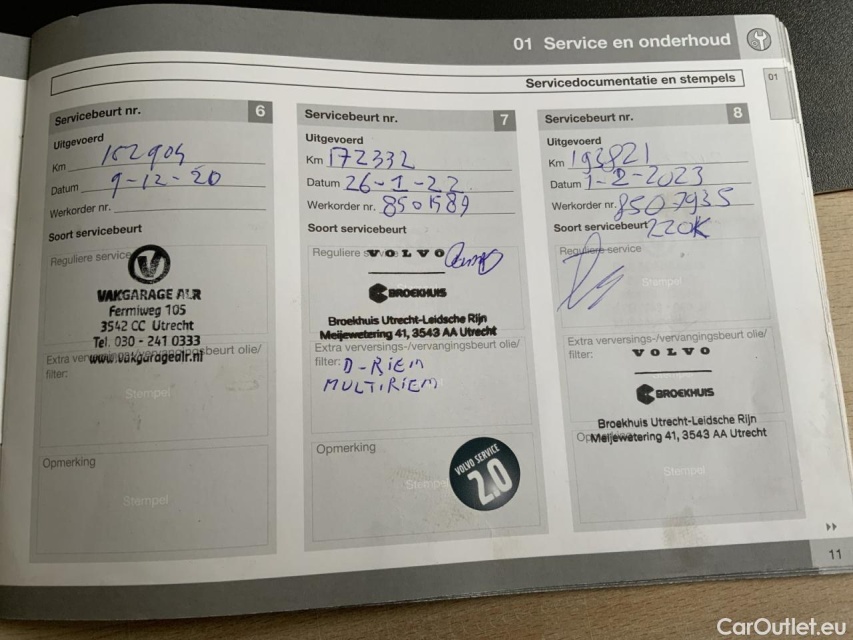 01 Service en onderhoud
Servicedocumentatie en stempels
01
Servicebeurt nr. 6
Uitgevoerd
Km 152904
Datum 9-12-20
Werkorder nr.
Soort servicebeurt
Reguliere service
VAKGARAGE ALR
Fermiweg 105
3542 CC Utrecht
Tel. 030 - 241 0333
www.vakgaragealr.nl
Extra verversings-/vervangingsbeurt olie/
filter:
Stempel
Opmerking
Stempel
Servicebeurt nr. 7
Uitgevoerd
Km 172332
Datum 26-1-22
Werkorder nr. 8501589
Soort servicebeurt
Reguliere
VOLVO
BROEKHUIS
Broekhuis Utrecht-Leidsche Rijn
Meijewetering 41, 3543 AA Utrecht
Extra verversings-/vervangingsbeurt olie/
filter: D-RIEM
MULTIRIEM
Opmerking
Stempel
VOLVO SERVICE
2.0
Servicebeurt nr. 8
Uitgevoerd
Km 193821
Datum 1-2-2023
Werkorder nr. 8507935
Soort servicebeurt 220K
Reguliere service
Stempel
Extra verversings-/vervangingsbeurt olie/
filter:
VOLVO
BROEKHUIS
Broekhuis Utrecht-Leidsche Rijn
Meijewetering 41, 3543 AA Utrecht
Stempel
11
CarOutlet.eu